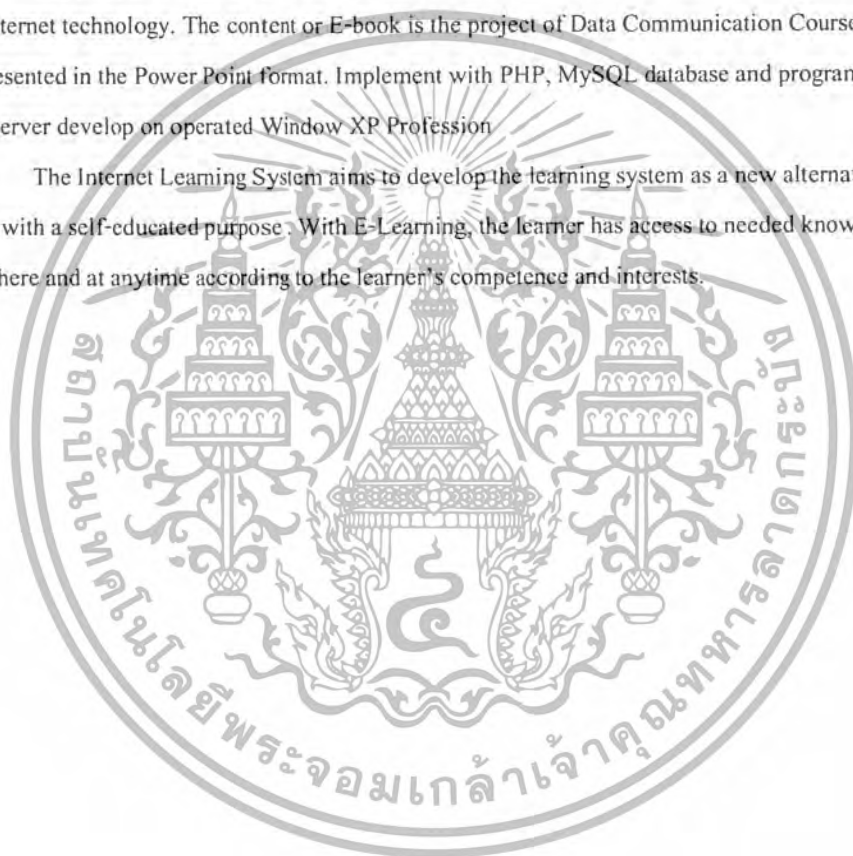 ternet technology. The content or E-book is the project of Data Communication Course
esented in the Power Point format. Implement with PHP, MySQL database and program
erver develop on operated Window XP Profession
The Internet Learning System aims to develop the learning system as a new alternat
with a self-educated purpose . With E-Learning, the learner has access to needed know
here and at anytime according to the learner's competence and interests.
สถาบันเทคโนโลยีพระจอมเกล้าเจ้าคุณทหารลาดกระบัง